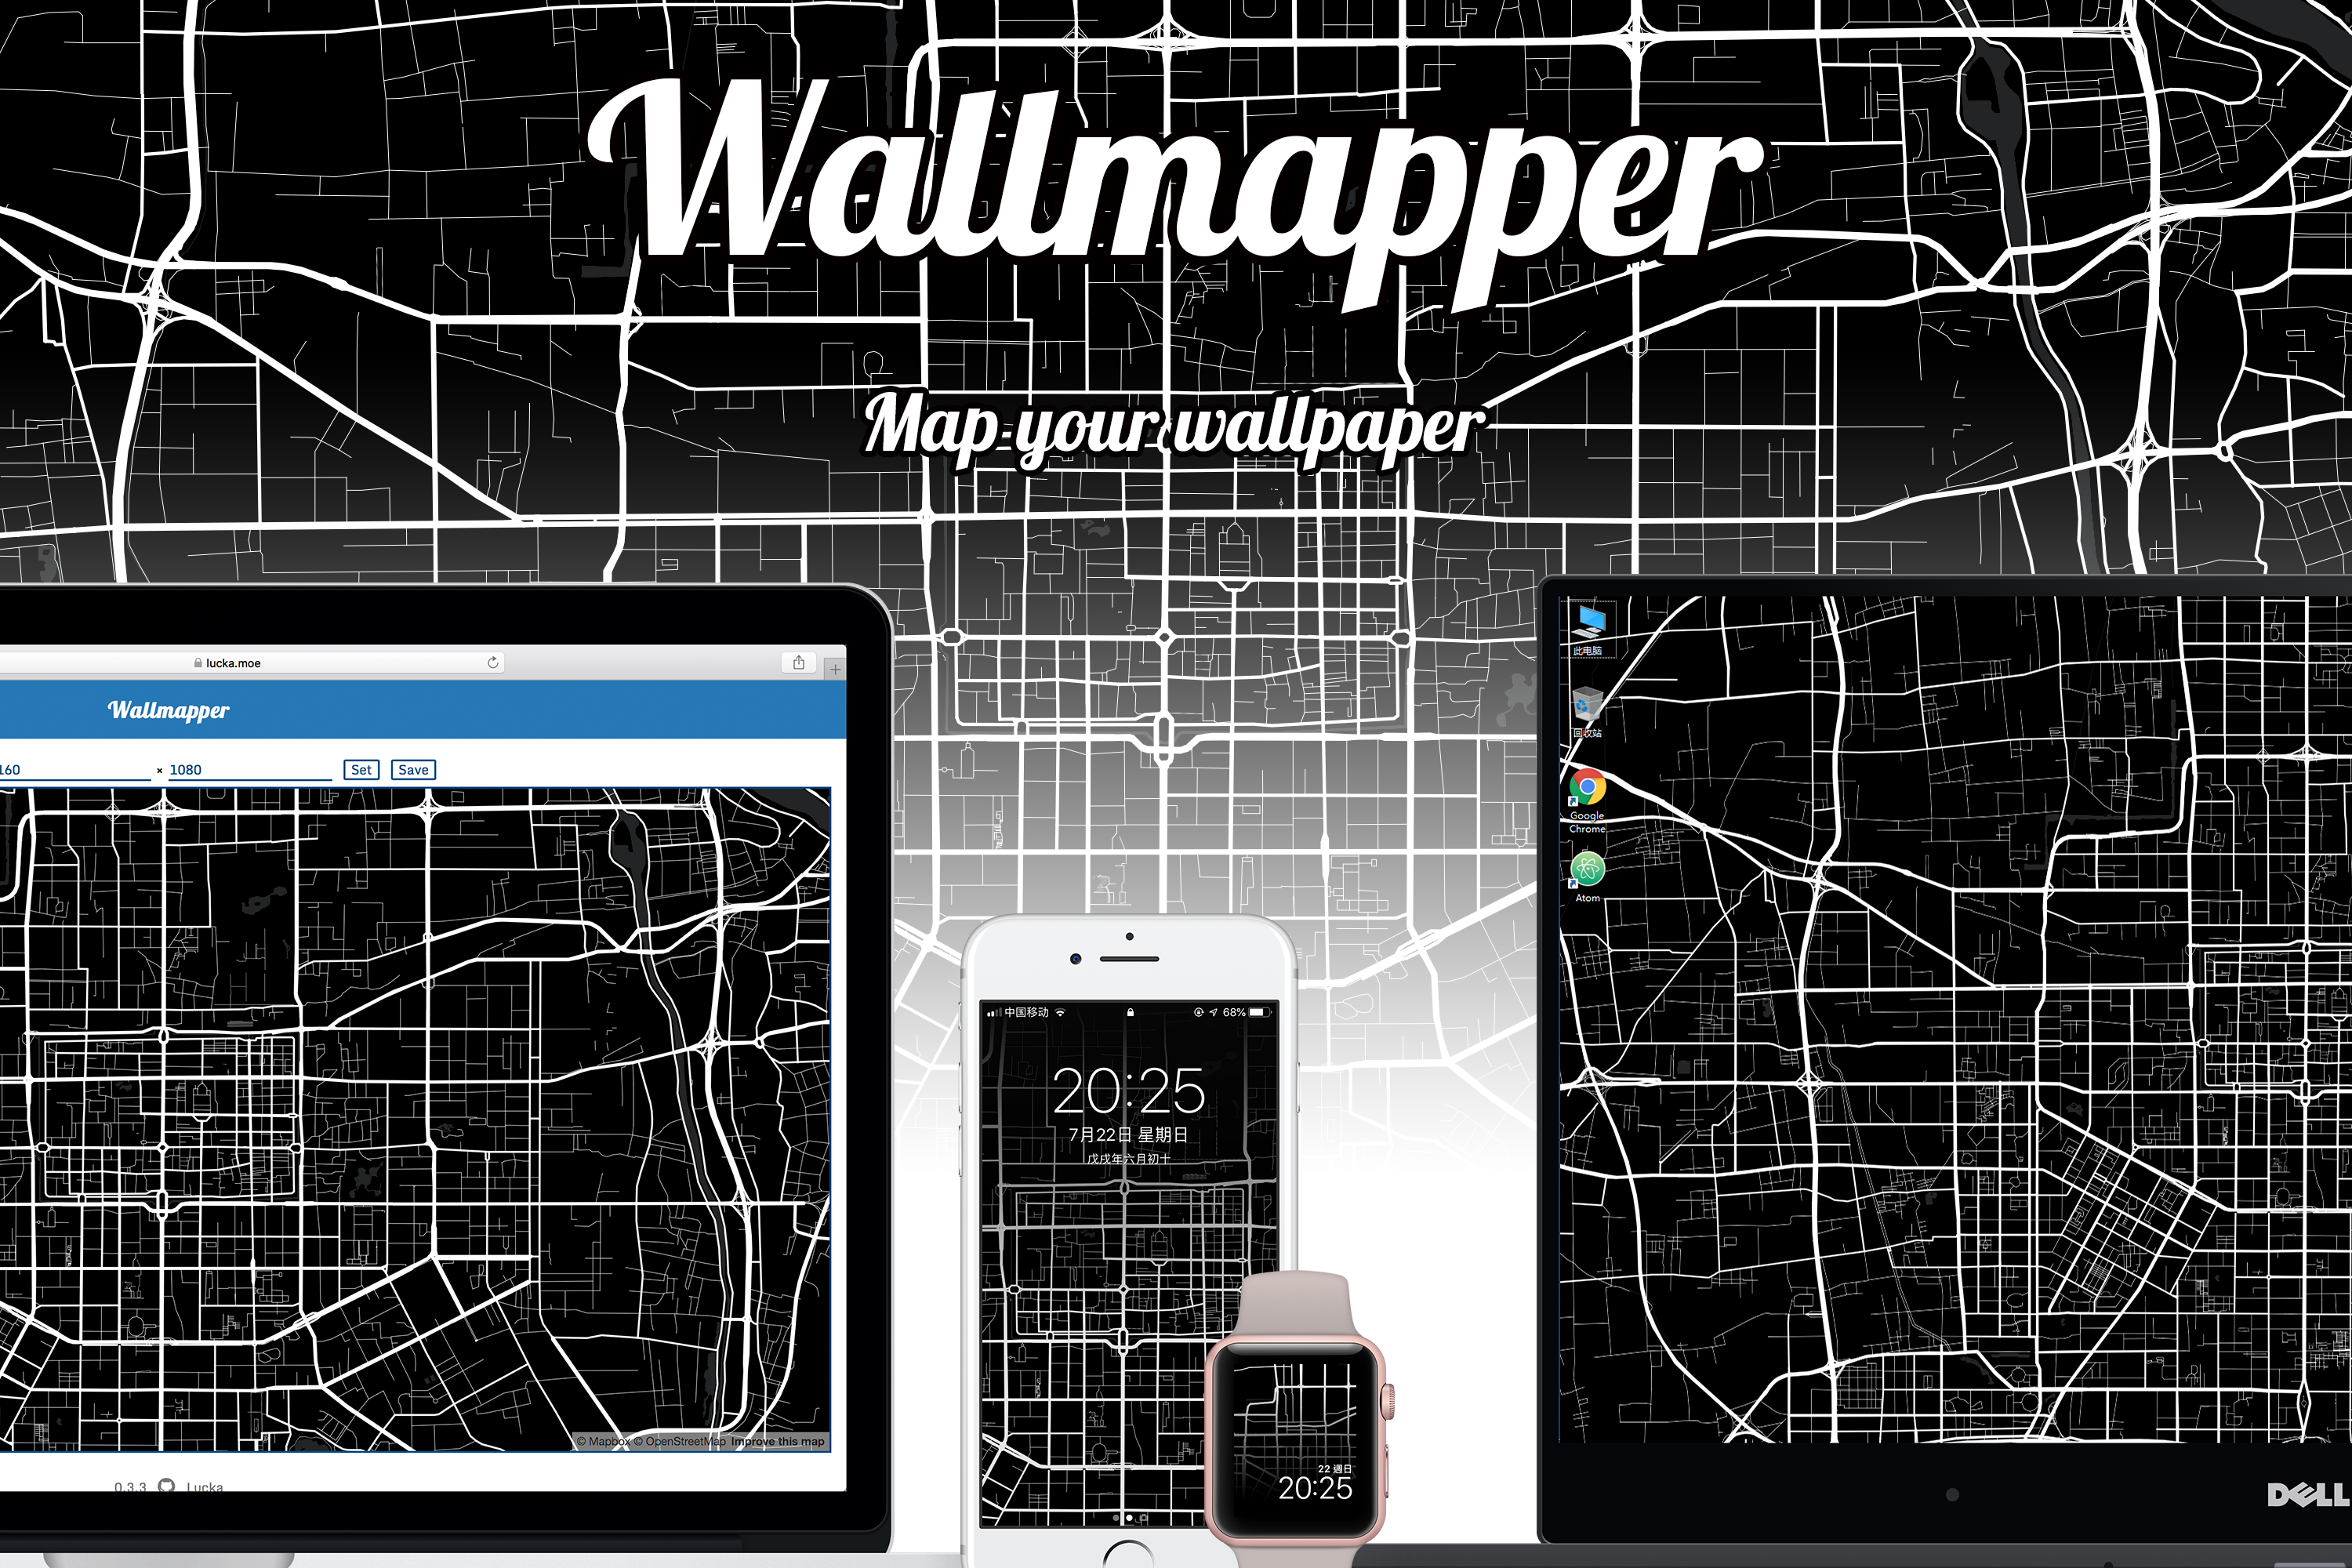 Wallmapper
Map your wallpaper
lucka.moe
Wallmapper
160 × 1080 Set Save
© Mapbox © OpenStreetMap Improve this map
0.3.3 Lucka
中国移动 68%
20:25
7月22日 星期日
戊戌年六月初十
22 週日
20:25
此电脑
回收站
Google
Chrome
Atom
DELL